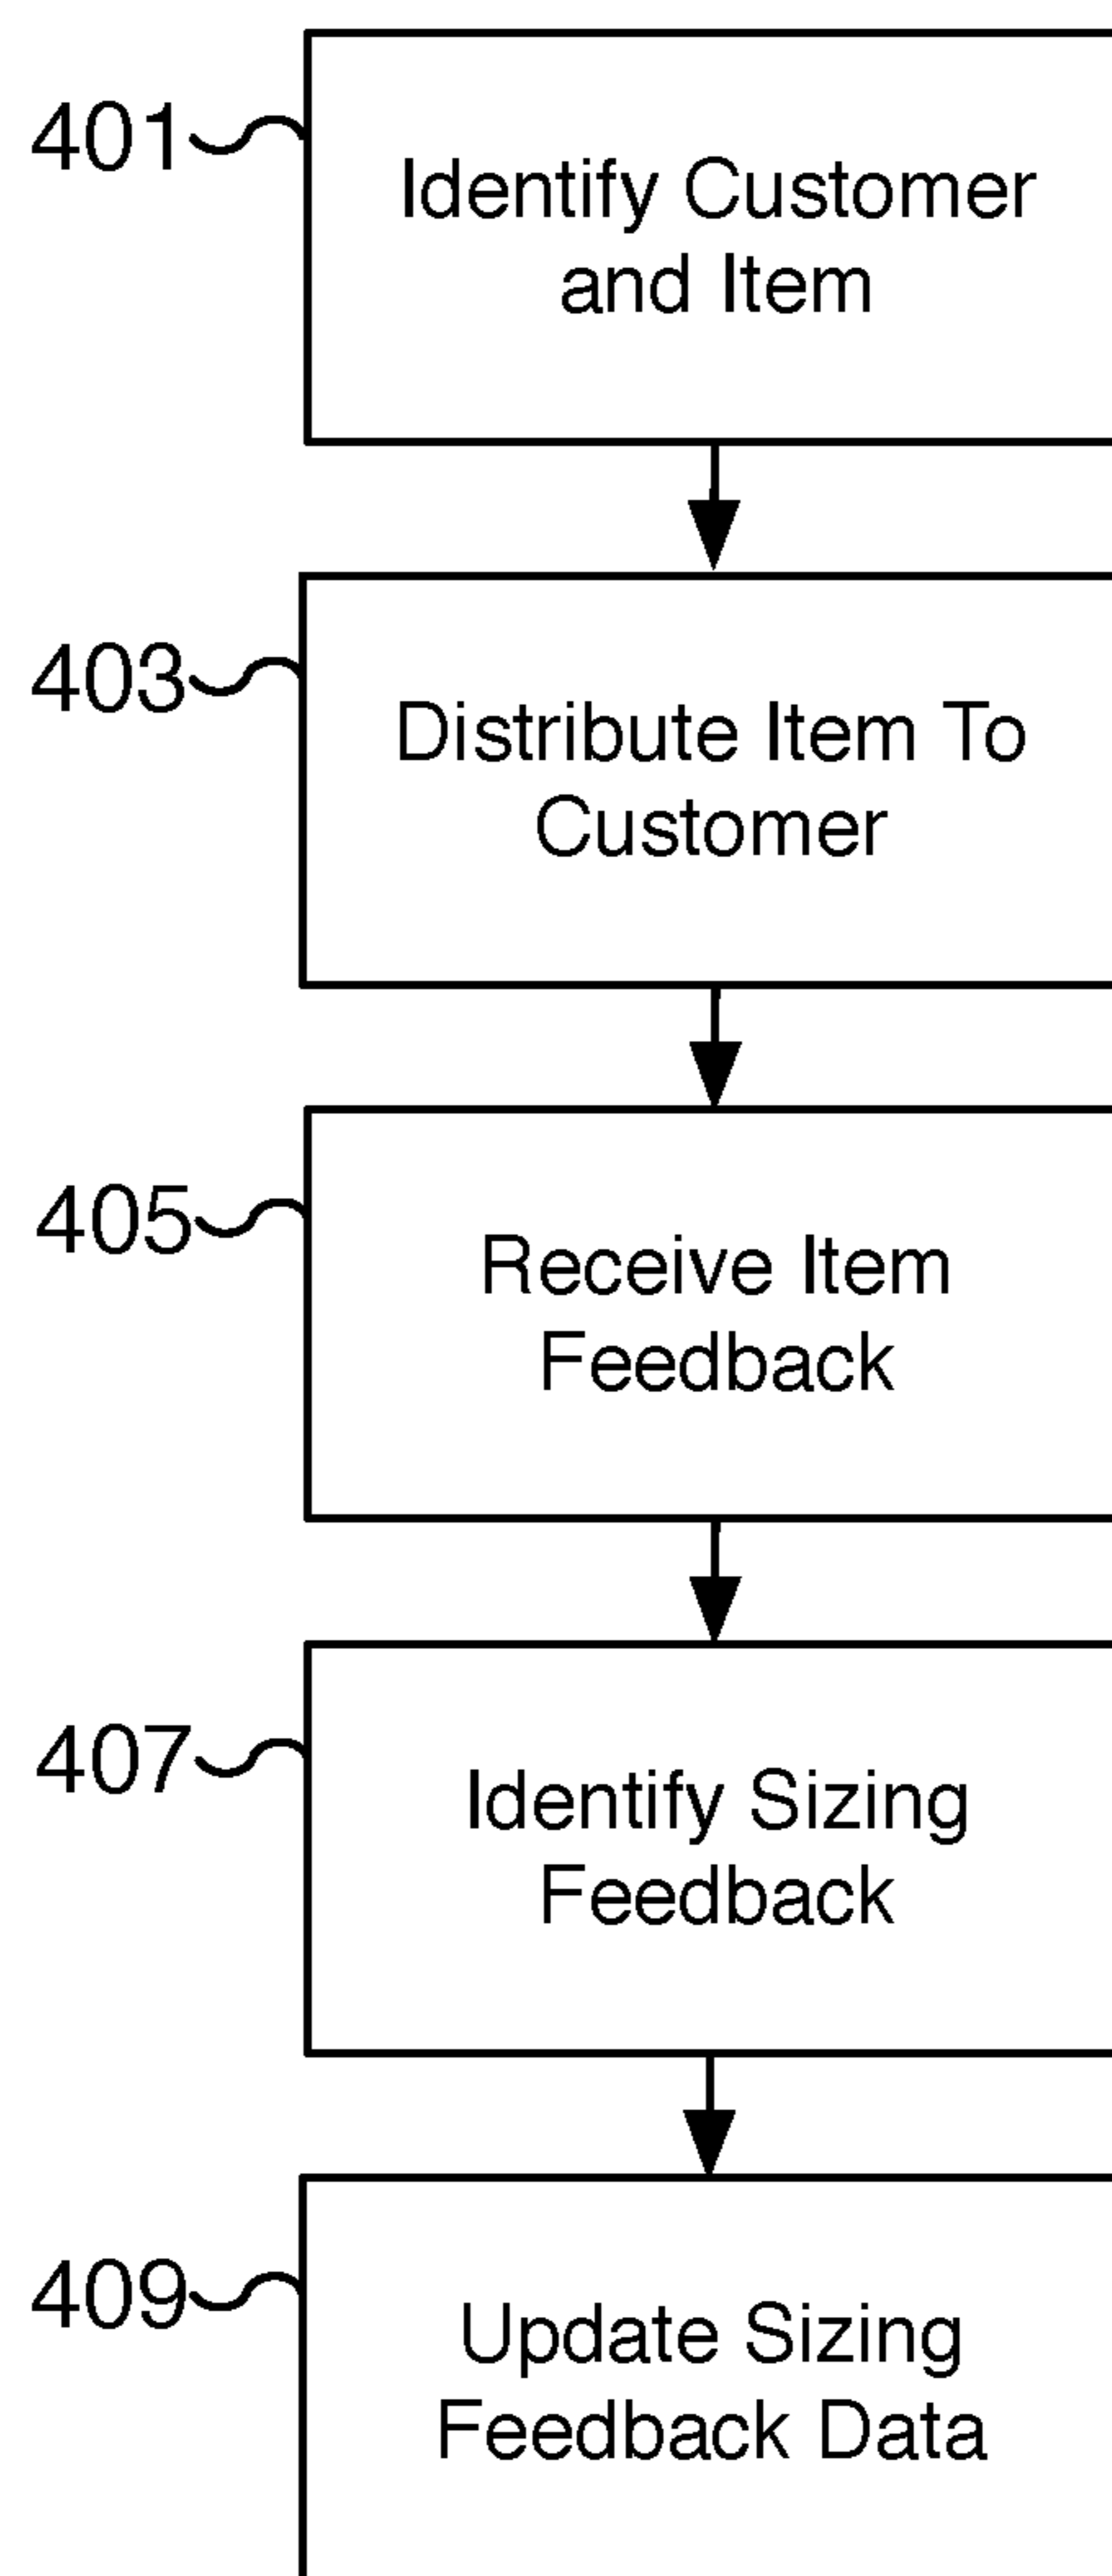 401
Identify Customer
and Item
403
Distribute Item To
Customer
405
Receive Item
Feedback
407
Identify Sizing
Feedback
409
Update Sizing
Feedback Data